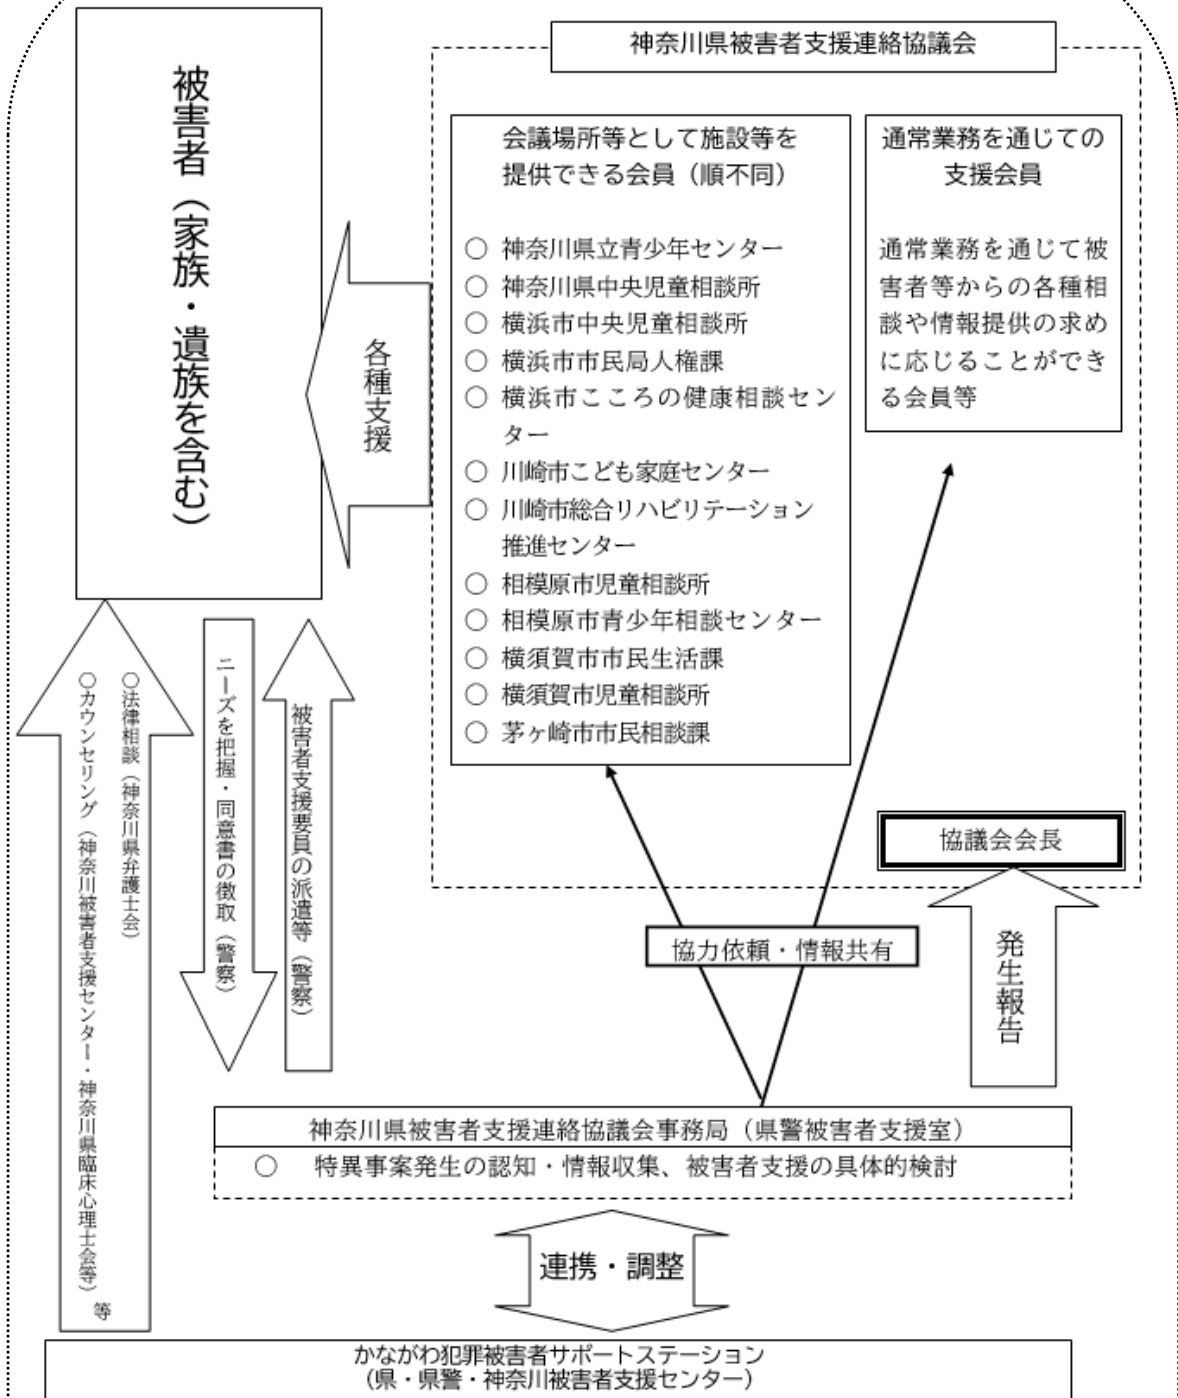 被害者（家族・遺族を含む）
神奈川県被害者支援連絡協議会
会議場所等として施設等を
提供できる会員（順不同）
○ 神奈川県立青少年センター
○ 神奈川県中央児童相談所
○ 横浜市中央児童相談所
○ 横浜市市民局人権課
○ 横浜市こころの健康相談セン
ター
○ 川崎市こども家庭センター
○ 川崎市総合リハビリテーション
推進センター
○ 相模原市児童相談所
○ 相模原市青少年相談センター
○ 横須賀市市民生活課
○ 横須賀市児童相談所
○ 茅ヶ崎市市民相談課
通常業務を通じての
支援会員
通常業務を通じて被
害者等からの各種相
談や情報提供の求め
に応じることができ
る会員等
各種支援
○法律相談（神奈川県弁護士会）
○カウンセリング（神奈川被害者支援センター・神奈川県臨床心理士会等）
等
ニーズを把握・同意書の徴取（警察）
被害者支援要員の派遣等（警察）
協議会会長
協力依頼・情報共有
発生報告
神奈川県被害者支援連絡協議会事務局（県警被害者支援室）
○ 特異事案発生の認知・情報収集、被害者支援の具体的検討
連携・調整
かながわ犯罪被害者サポートステーション
（県・県警・神奈川被害者支援センター）